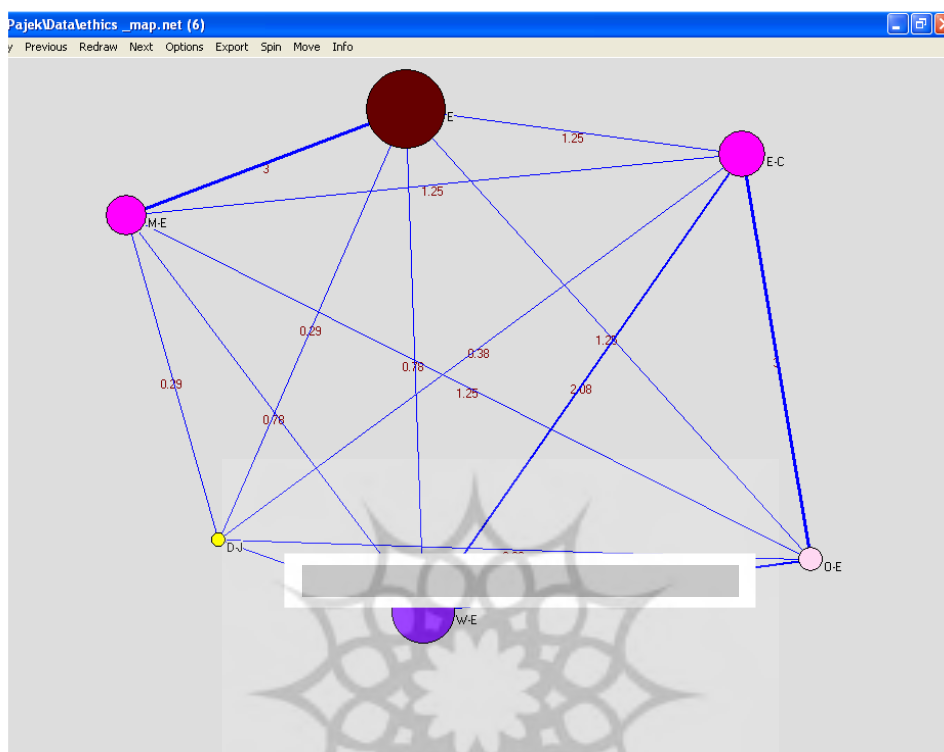 Pajek\Data\ethics _map.net (6)
y Previous Redraw Next Options Export Spin Move Info
E
1.25
E-C
3
1.25
M-E
0.29
1.25
0.38
3
0.29
0.78
2.08
1.25
0.78
D-J
O-E
W-E